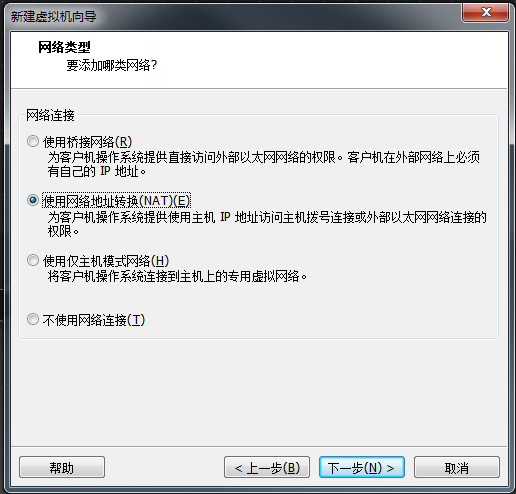 新建虚拟机向导
网络类型
要添加哪类网络?
网络连接
使用桥接网络(R)
为客户机操作系统提供直接访问外部以太网网络的权限。客户机在外部网络上必须
有自己的 IP 地址。
使用网络地址转换(NAT)(E)
为客户机操作系统提供使用主机 IP 地址访问主机拨号连接或外部以太网网络连接的
权限。
使用仅主机模式网络(H)
将客户机操作系统连接到主机上的专用虚拟网络。
不使用网络连接(T)
帮助
< 上一步(B)
下一步(N) >
取消